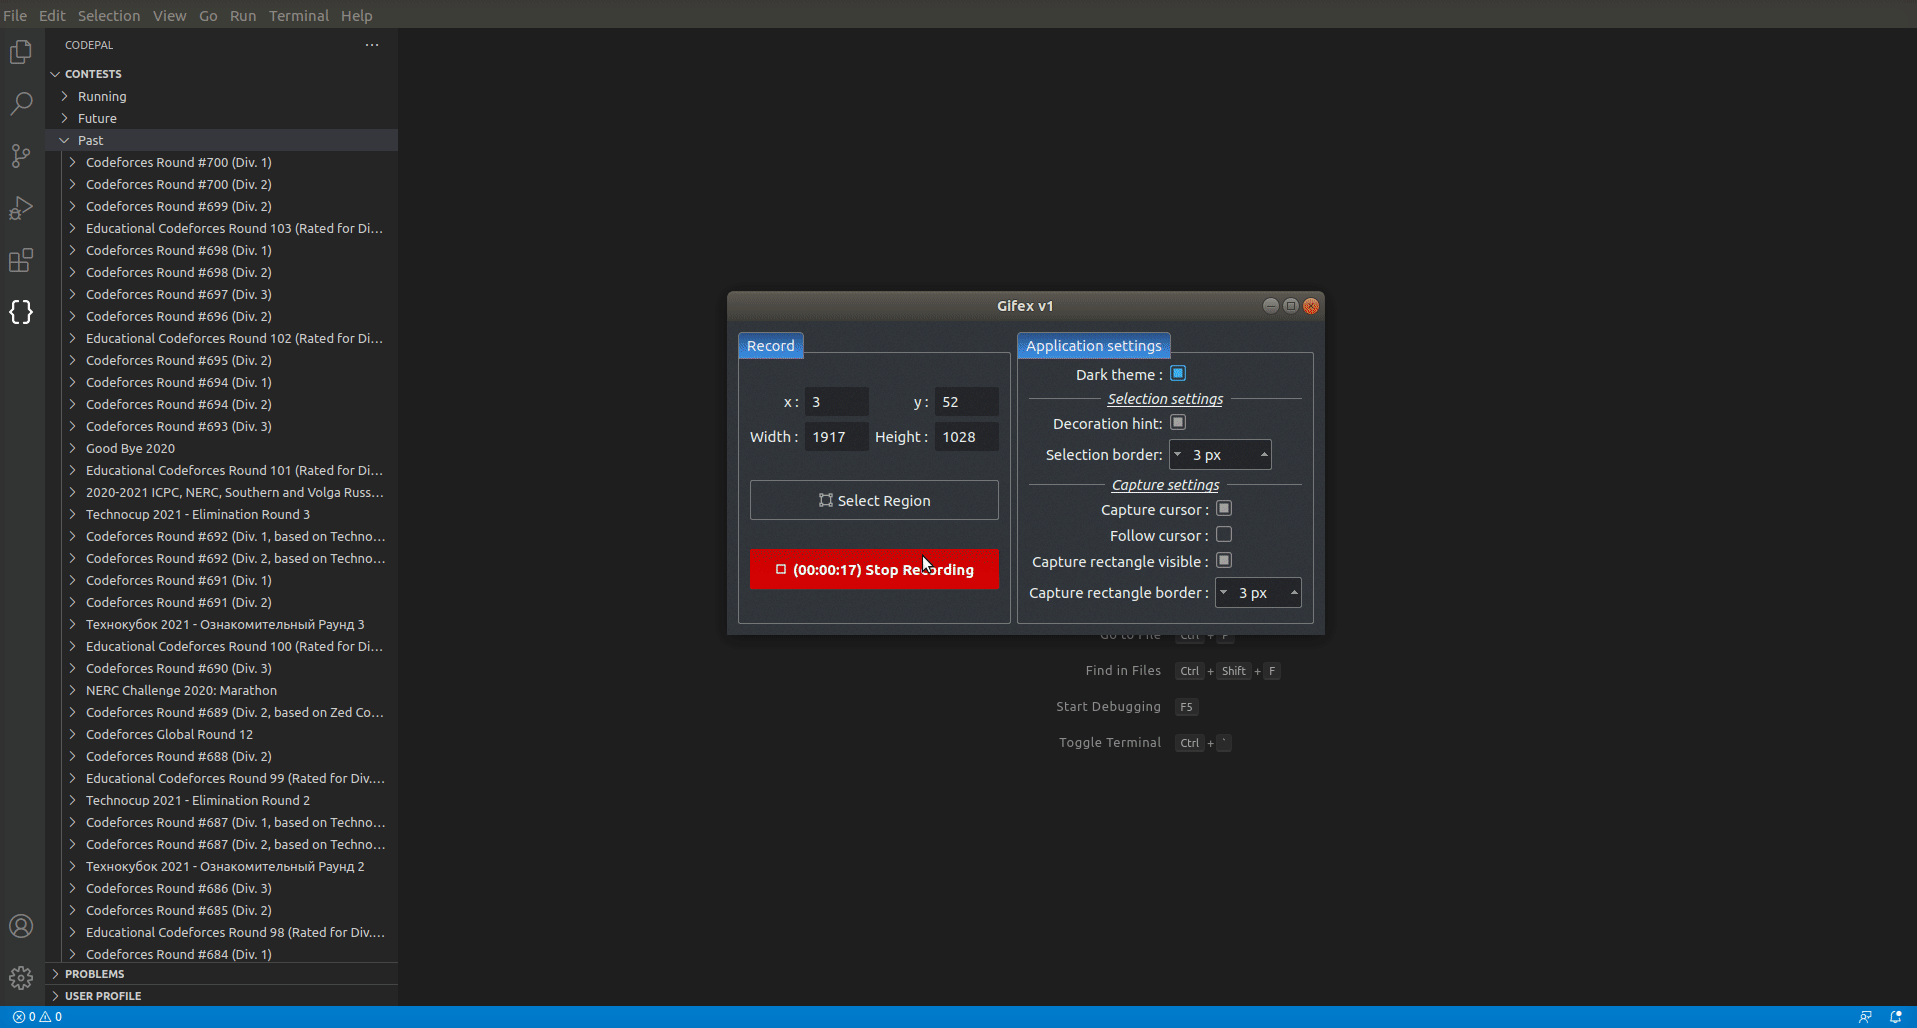 File Edit Selection View Go Run Terminal Help
CODEPAL
CONTESTS
Running
Future
Past
Codeforces Round #700 (Div. 1)
Codeforces Round #700 (Div. 2)
Codeforces Round #699 (Div. 2)
Educational Codeforces Round 103 (Rated for Di...
Codeforces Round #698 (Div. 1)
Codeforces Round #698 (Div. 2)
Codeforces Round #697 (Div. 3)
Codeforces Round #696 (Div. 2)
Educational Codeforces Round 102 (Rated for Di...
Codeforces Round #695 (Div. 2)
Codeforces Round #694 (Div. 1)
Codeforces Round #694 (Div. 2)
Codeforces Round #693 (Div. 3)
Good Bye 2020
Educational Codeforces Round 101 (Rated for Di...
2020-2021 ICPC, NERC, Southern and Volga Russ...
Technocup 2021 - Elimination Round 3
Codeforces Round #692 (Div. 1, based on Techno...
Codeforces Round #692 (Div. 2, based on Techno...
Codeforces Round #691 (Div. 1)
Codeforces Round #691 (Div. 2)
Технокубок 2021 - Ознакомительный Раунд 3
Educational Codeforces Round 100 (Rated for Di...
Codeforces Round #690 (Div. 3)
NERC Challenge 2020: Marathon
Codeforces Round #689 (Div. 2, based on Zed Co...
Codeforces Global Round 12
Codeforces Round #688 (Div. 2)
Educational Codeforces Round 99 (Rated for Div....
Technocup 2021 - Elimination Round 2
Codeforces Round #687 (Div. 1, based on Techno...
Codeforces Round #687 (Div. 2, based on Techno...
Технокубок 2021 - Ознакомительный Раунд 2
Codeforces Round #686 (Div. 3)
Codeforces Round #685 (Div. 2)
Educational Codeforces Round 98 (Rated for Div....
Codeforces Round #684 (Div. 1)
PROBLEMS
USER PROFILE
0 0
Gifex v1
Record
x : 3 y : 52
Width : 1917 Height : 1028
Select Region
(00:00:17) Stop Recording
Application settings
Dark theme :
Selection settings
Decoration hint:
Selection border: 3 px
Capture settings
Capture cursor :
Follow cursor :
Capture rectangle visible :
Capture rectangle border : 3 px
Go to File Ctrl + P
Find in Files Ctrl + Shift + F
Start Debugging F5
Toggle Terminal Ctrl + `